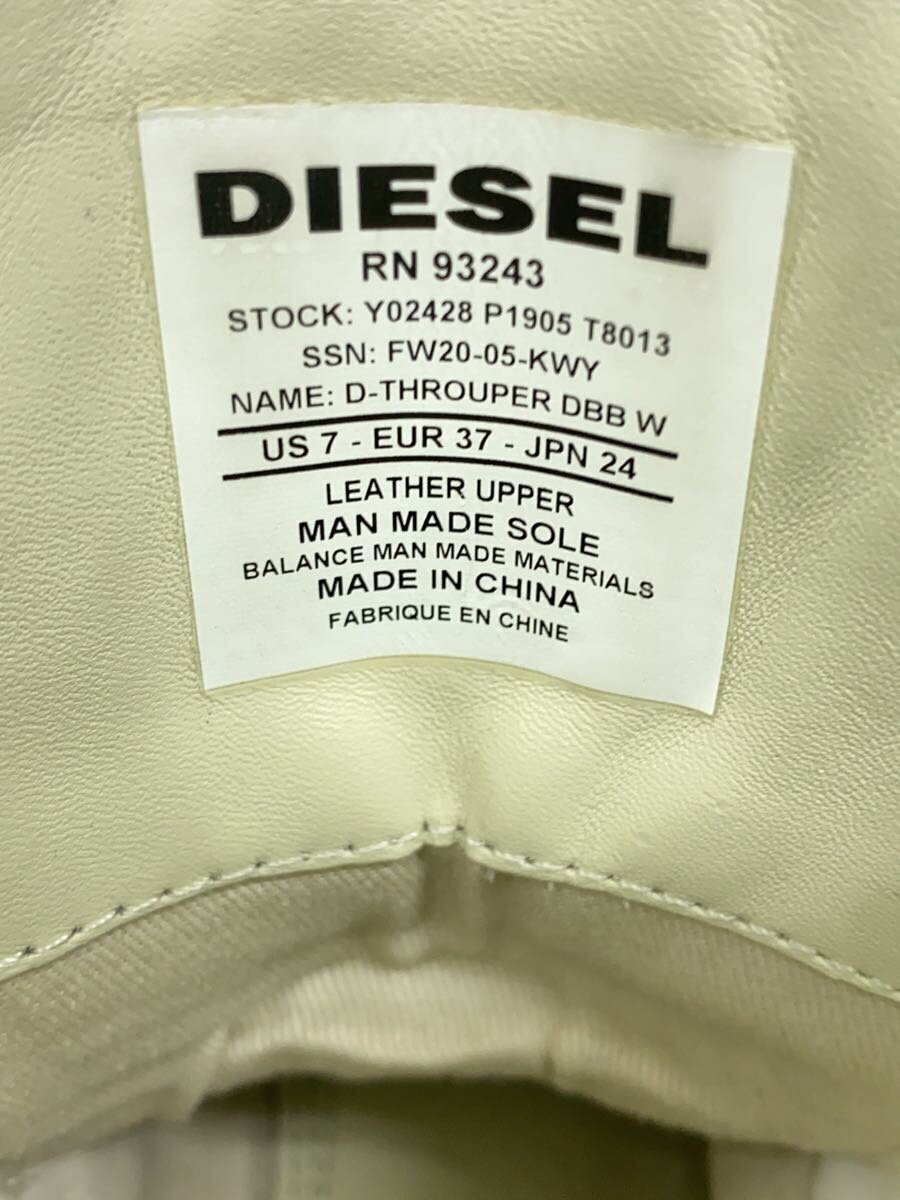 DIESEL
RN 93243
STOCK: Y02428 P1905 T8013
SSN: FW20-05-KWY
NAME: D-THROUPER DBB W
US 7 - EUR 37 - JPN 24
LEATHER UPPER
MAN MADE SOLE
BALANCE MAN MADE MATERIALS
MADE IN CHINA
FABRIQUE EN CHINE